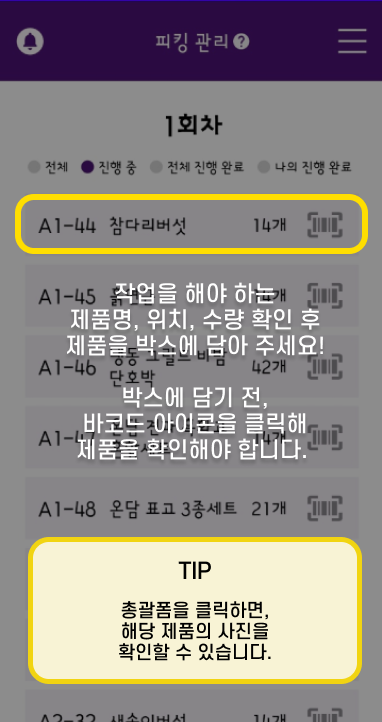 피킹 관리 ?
1회차
전체 진행 중 전체 진행 완료 나의 진행 완료
A1-44 참다리버섯 14개
A1-45
작업을 해야 하는
제품명, 위치, 수량 확인 후
제품을 박스에 담아 주세요!
A1-46 42개
단호박
박스에 담기 전,
바코드 아이콘을 클릭해
제품을 확인해야 합니다.
A1-48 온담 표고 3종세트 21개
TIP
총괄폼을 클릭하면,
해당 제품의 사진을
확인할 수 있습니다.
A2-32 새송이버섯 14개